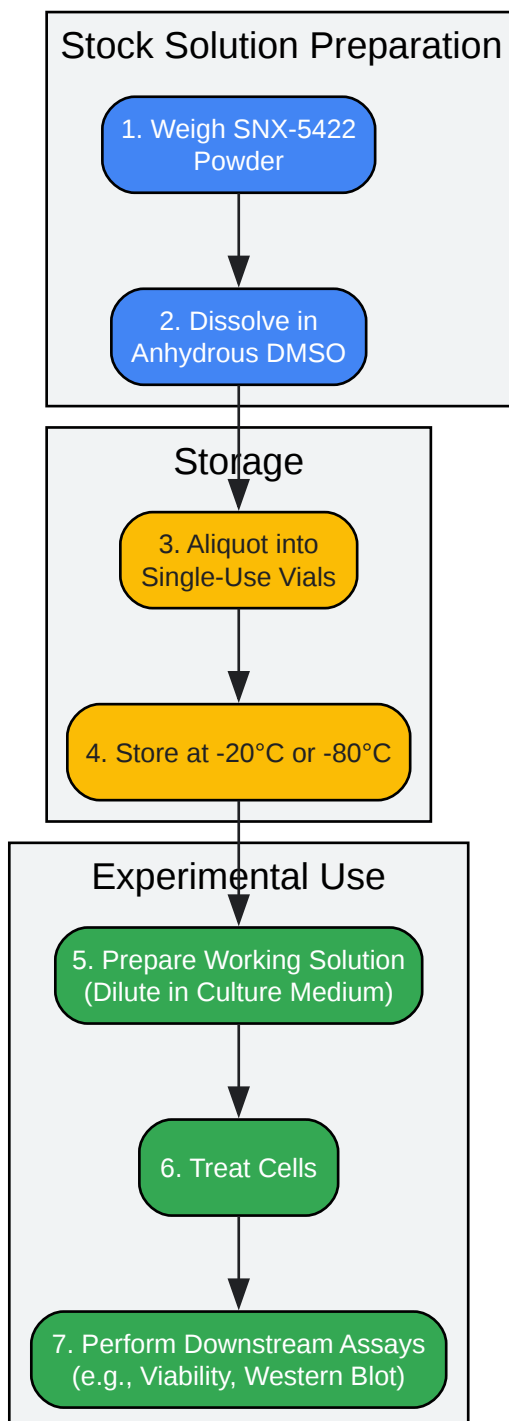 Stock Solution Preparation
1. Weigh SNX-5422
Powder
2. Dissolve in
Anhydrous DMSO
Storage
3. Aliquot into
Single-Use Vials
4. Store at -20°C or -80°C
Experimental Use
5. Prepare Working Solution
(Dilute in Culture Medium)
6. Treat Cells
7. Perform Downstream Assays
(e.g., Viability, Western Blot)